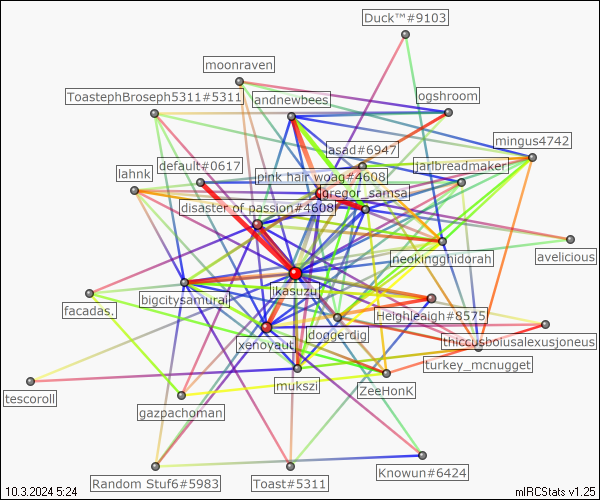 Duck™#9103
moonraven
ToastephBroseph5311#5311
andnewbees
ogshroom
mingus4742
asad#6947
default#0617
jarlbreadmaker
lahnk
pink hair woag#4608
gregor_samsa
disaster of passion#4608
neokingghidorah
avelicious
ikasuzu
bigcitysamurai
facadas.
Heighleaigh#8575
doggerdig
xenoyaut
thiccusboiusalexusjoneus
turkey_mcnugget
mukszi
ZeeHonK
tescoroll
gazpachoman
Random Stuf6#5983
Toast#5311
Knowun#6424
10.3.2024 5:24
mIRCStats v1.25